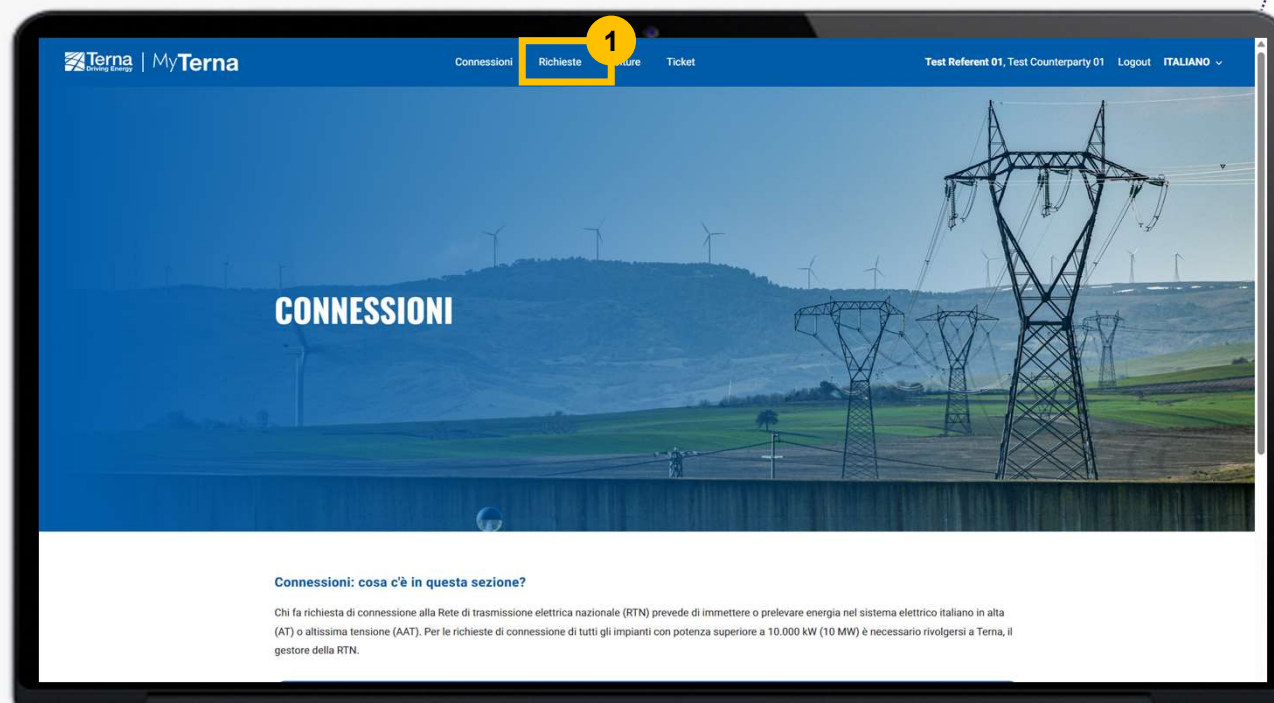 1
Terna
Driving Energy
MyTerna
Connessioni Richieste Ticket
Test Referent 01, Test Counterparty 01 Logout ITALIANO
CONNESSIONI
Connessioni: cosa c'è in questa sezione?
Chi fa richiesta di connessione alla Rete di trasmissione elettrica nazionale (RTN) prevede di immettere o prelevare energia nel sistema elettrico italiano in alta
(AT) o altissima tensione (AAT). Per le richieste di connessione di tutti gli impianti con potenza superiore a 10.000 kW (10 MW) è necessario rivolgersi a Terna, il
gestore della RTN.